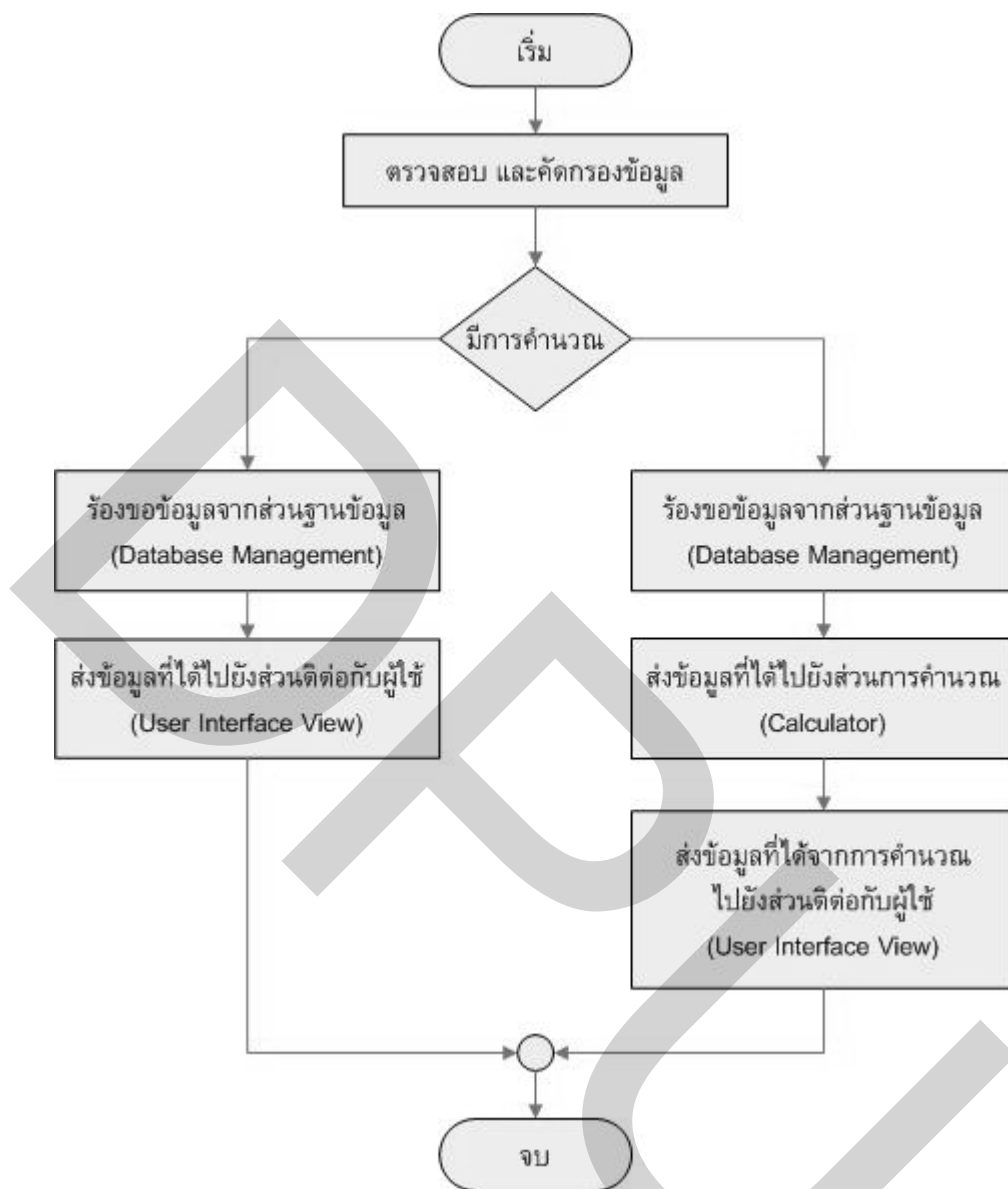 เริ่ม
ตรวจสอบ และคัดกรองข้อมูล
มีการคำนวณ
ร้องขอข้อมูลจากส่วนฐานข้อมูล
(Database Management)
ส่งข้อมูลที่ได้ไปยังส่วนติต่อกับผู้ใช้
(User Interface View)
ร้องขอข้อมูลจากส่วนฐานข้อมูล
(Database Management)
ส่งข้อมูลที่ได้ไปยังส่วนการคำนวณ
(Calculator)
ส่งข้อมูลที่ได้จากการคำนวณ
ไปยังส่วนติต่อกับผู้ใช้
(User Interface View)
จบ
DPU